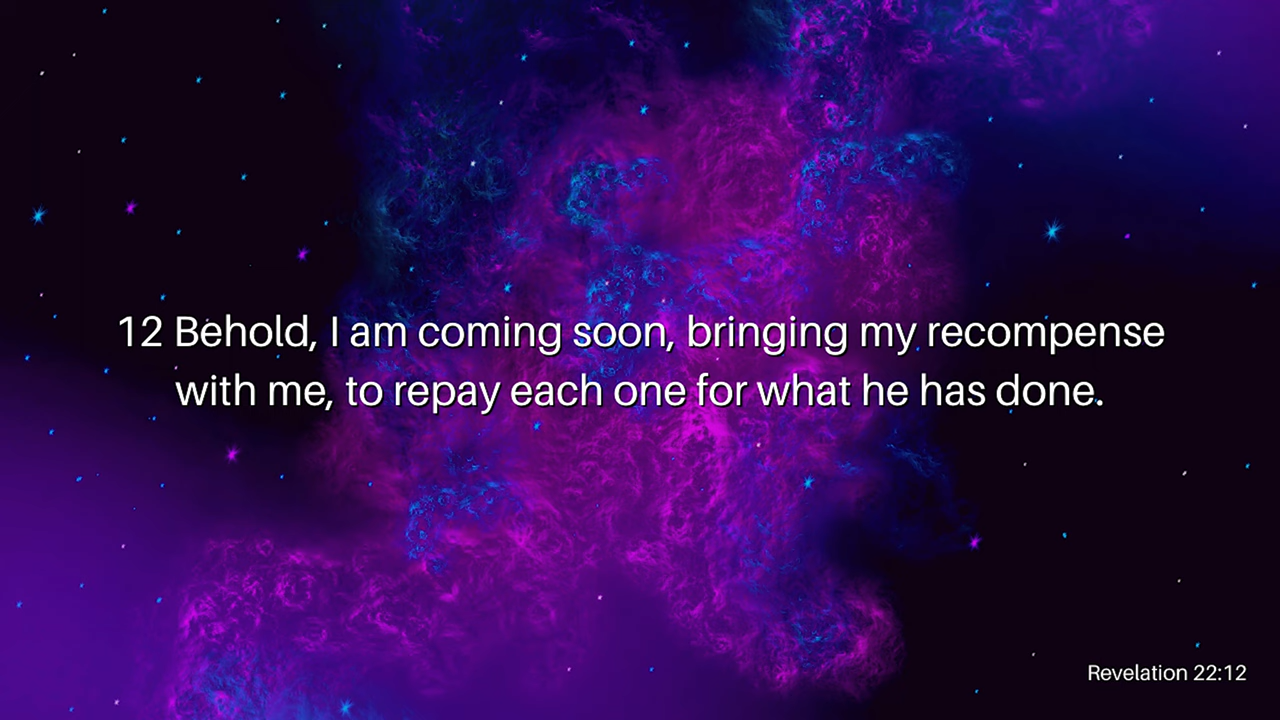 12 Behold, I am coming soon, bringing my recompense
with me, to repay each one for what he has done.
Revelation 22:12